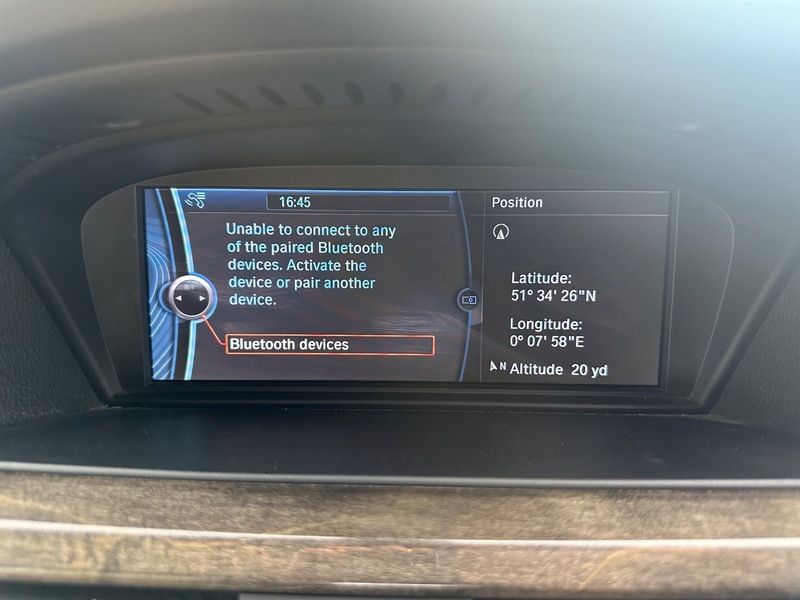 16:45
Unable to connect to any
of the paired Bluetooth
devices. Activate the
device or pair another
device.
Bluetooth devices
Position
Latitude:
51° 34' 26"N
Longitude:
0° 07' 58"E
N Altitude 20 yd